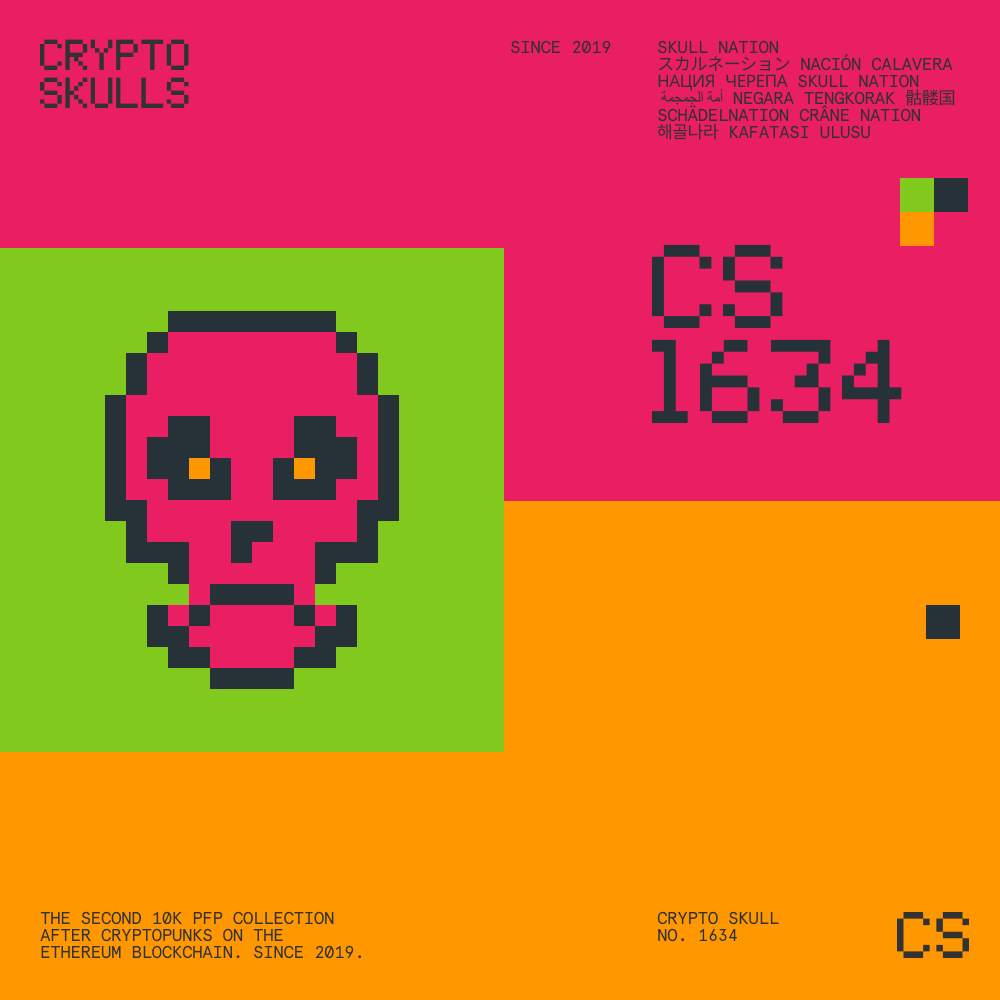 CRYPTO
SKULLS
SINCE 2019
SKULL NATION
スカルネーション NACIÓN CALAVERA
НАЦИЯ ЧЕРЕПА SKULL NATION
أمة الجمجمة NEGARA TENGKORAK 骷髅国
SCHÄDELNATION CRÂNE NATION
해골나라 KAFATASI ULUSU
CS
1634
THE SECOND 10K PFP COLLECTION
AFTER CRYPTOPUNKS ON THE
ETHEREUM BLOCKCHAIN. SINCE 2019.
CRYPTO SKULL
NO. 1634
CS